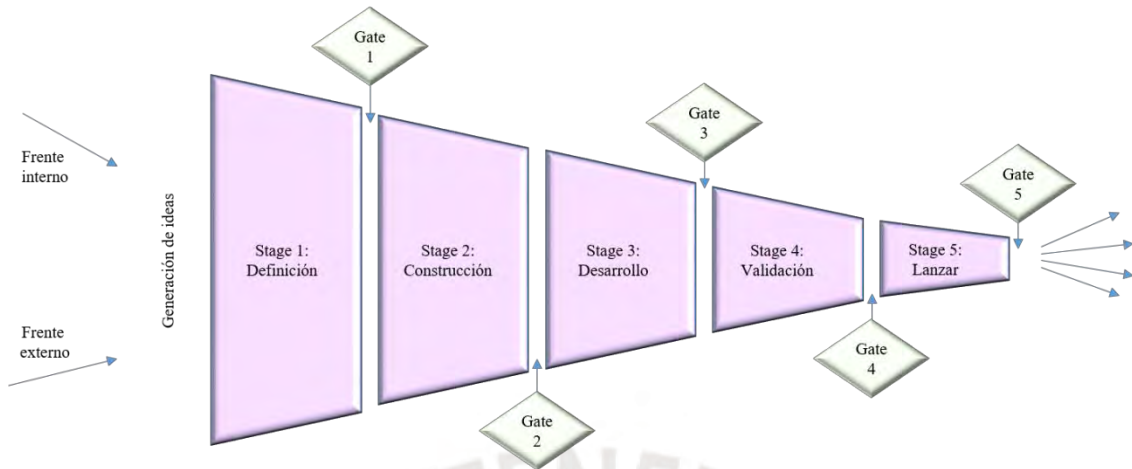 Gate
1
Gate
3
Gate
5
Frente
interno
Frente
externo
Generación de ideas
Stage 1:
Definición
Stage 2:
Construcción
Stage 3:
Desarrollo
Stage 4:
Validación
Stage 5:
Lanzar
Gate
2
Gate
4